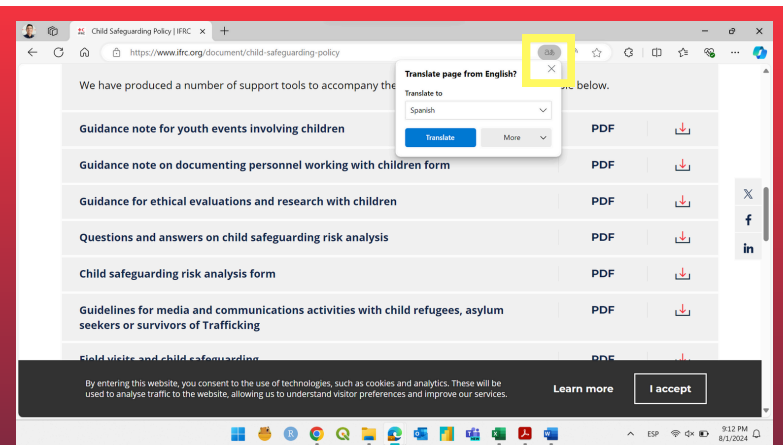 Child Safeguarding Policy | IFRC
https://www.ifrc.org/document/child-safeguarding-policy
Translate page from English?
Translate to
Spanish
Translate
More
We have produced a number of support tools to accompany the
below.
Guidance note for youth events involving children PDF
Guidance note on documenting personnel working with children form PDF
Guidance for ethical evaluations and research with children PDF
Questions and answers on child safeguarding risk analysis PDF
Child safeguarding risk analysis form PDF
Guidelines for media and communications activities with child refugees, asylum
seekers or survivors of Trafficking PDF
Field visits and child safeguarding PDF
By entering this website, you consent to the use of technologies, such as cookies and analytics. These will be
used to analyse traffic to the website, allowing us to understand visitor preferences and improve our services.
Learn more
I accept
ESP
9:12 PM
8/1/2024